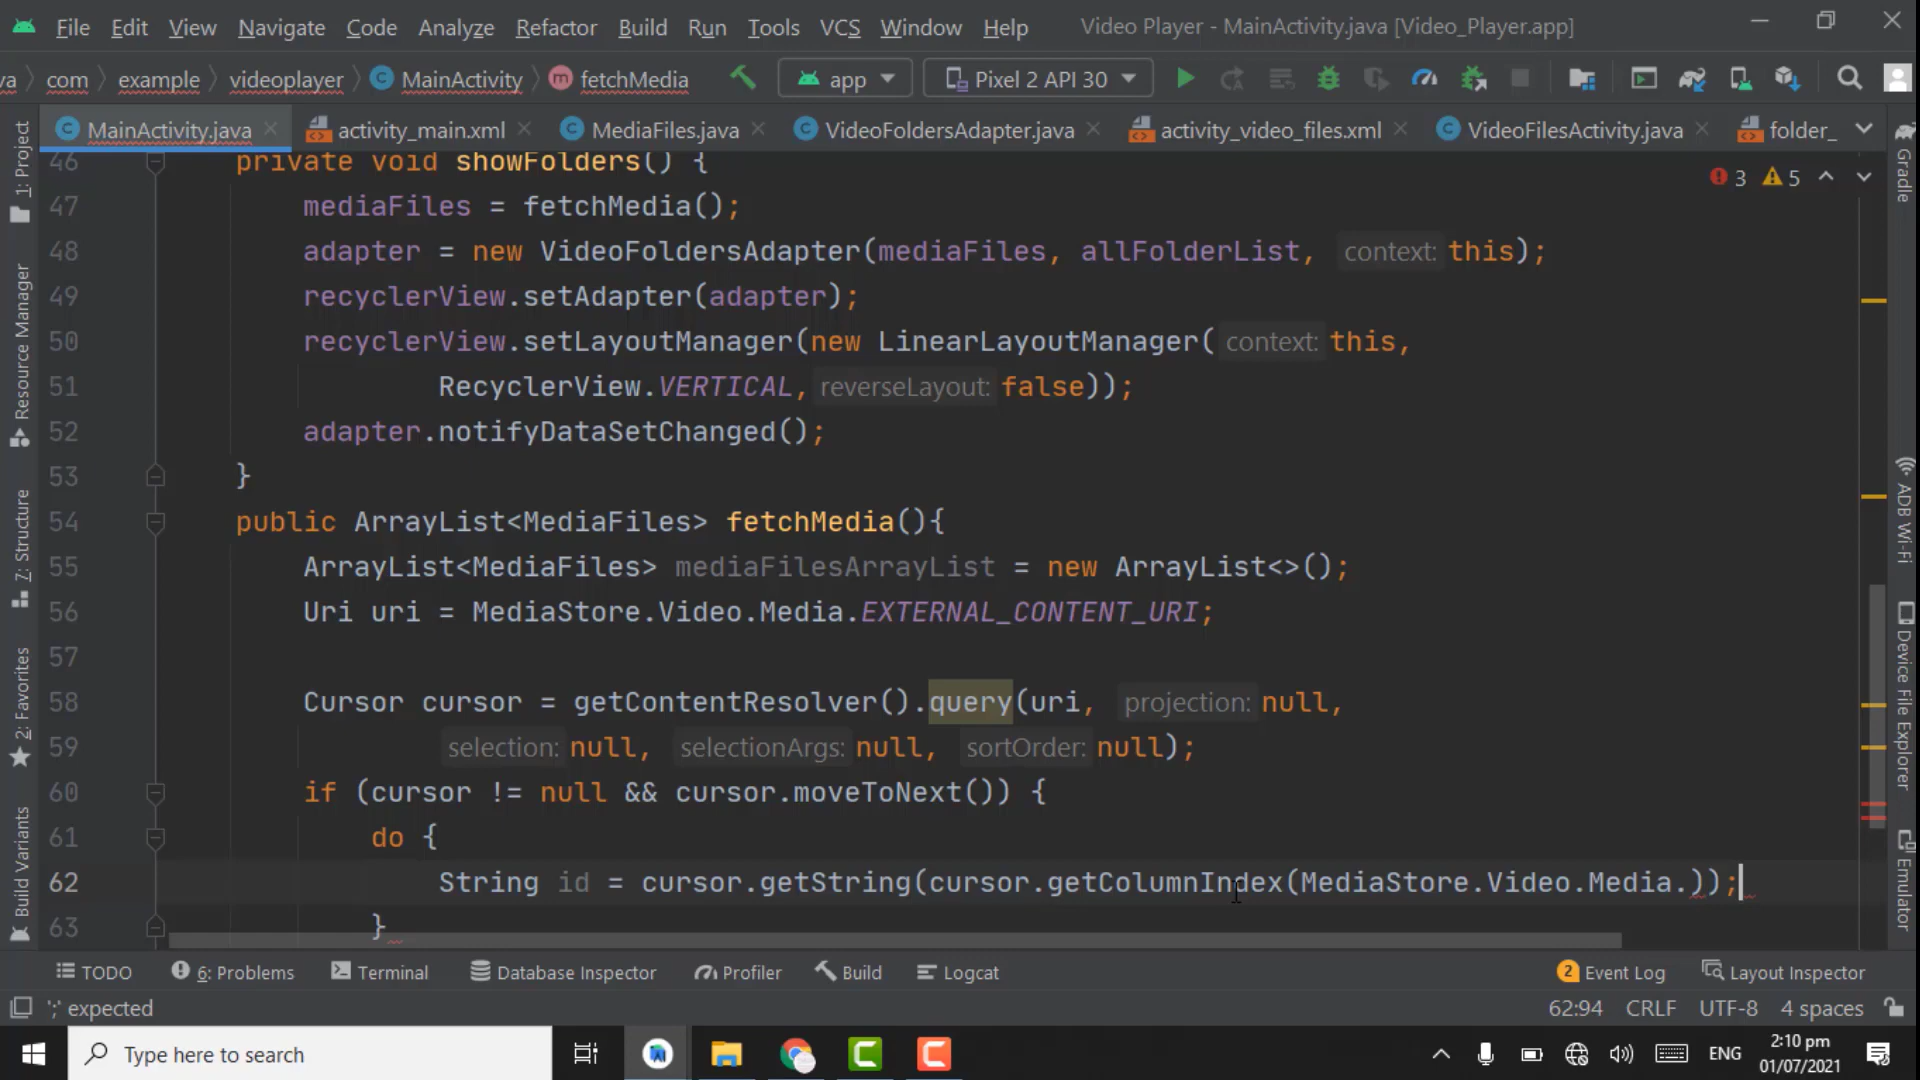 File Edit View Navigate Code Analyze Refactor Build Run Tools VCS Window Help Video Player - MainActivity.java [Video_Player.app]
va com example videoplayer MainActivity fetchMedia app Pixel 2 API 30
MainActivity.java activity_main.xml MediaFiles.java VideoFoldersAdapter.java activity_video_files.xml VideoFilesActivity.java folder_
3 5
46 private void showFolders() {
47 mediaFiles = fetchMedia();
48 adapter = new VideoFoldersAdapter(mediaFiles, allFolderList, context: this);
49 recyclerView.setAdapter(adapter);
50 recyclerView.setLayoutManager(new LinearLayoutManager( context: this,
51 RecyclerView.VERTICAL, reverseLayout: false));
52 adapter.notifyDataSetChanged();
53 }
54 public ArrayList<MediaFiles> fetchMedia(){
55 ArrayList<MediaFiles> mediaFilesArrayList = new ArrayList<>();
56 Uri uri = MediaStore.Video.Media.EXTERNAL_CONTENT_URI;
57
58 Cursor cursor = getContentResolver().query(uri, projection: null,
59 selection: null, selectionArgs: null, sortOrder: null);
60 if (cursor != null && cursor.moveToNext()) {
61 do {
62 String id = cursor.getString(cursor.getColumnIndex(MediaStore.Video.Media.));
63 }
1: Project
Resource Manager
7: Structure
2: Favorites
Build Variants
Gradle
ADB Wi-Fi
Device File Explorer
Emulator
TODO 6: Problems Terminal Database Inspector Profiler Build Logcat 2 Event Log Layout Inspector
';' expected 62:94 CRLF UTF-8 4 spaces
Type here to search ENG 2:10 pm
01/07/2021